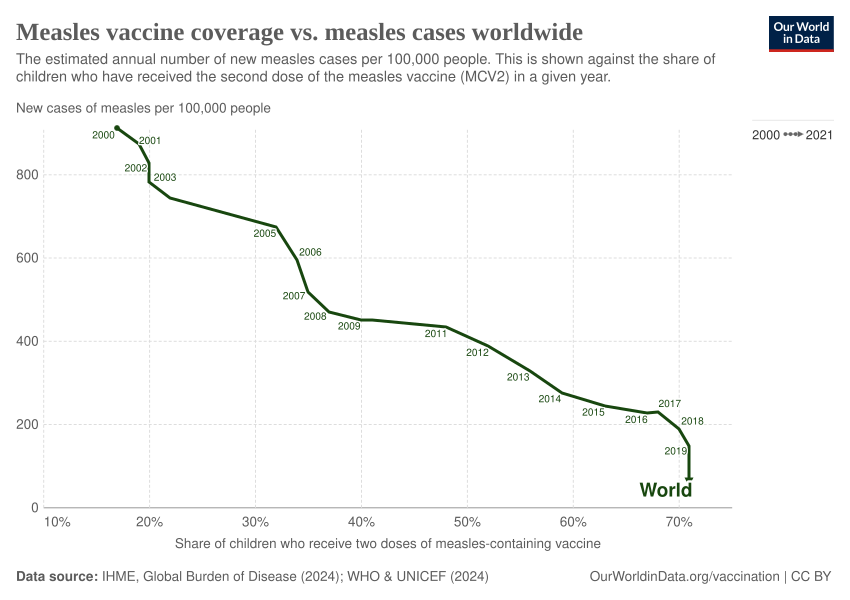 Measles vaccine coverage vs. measles cases worldwide
Our World
in Data
The estimated annual number of new measles cases per 100,000 people. This is shown against the share of
children who have received the second dose of the measles vaccine (MCV2) in a given year.
New cases of measles per 100,000 people
2000 2021
2000
2001
2002
2003
800
2005
2006
600
2007
2008
2009
2011
400
2012
2013
2014
2015
2016
2017
2018
200
2019
World
0
10% 20% 30% 40% 50% 60% 70%
Share of children who receive two doses of measles-containing vaccine
Data source: IHME, Global Burden of Disease (2024); WHO & UNICEF (2024)
OurWorldinData.org/vaccination | CC BY